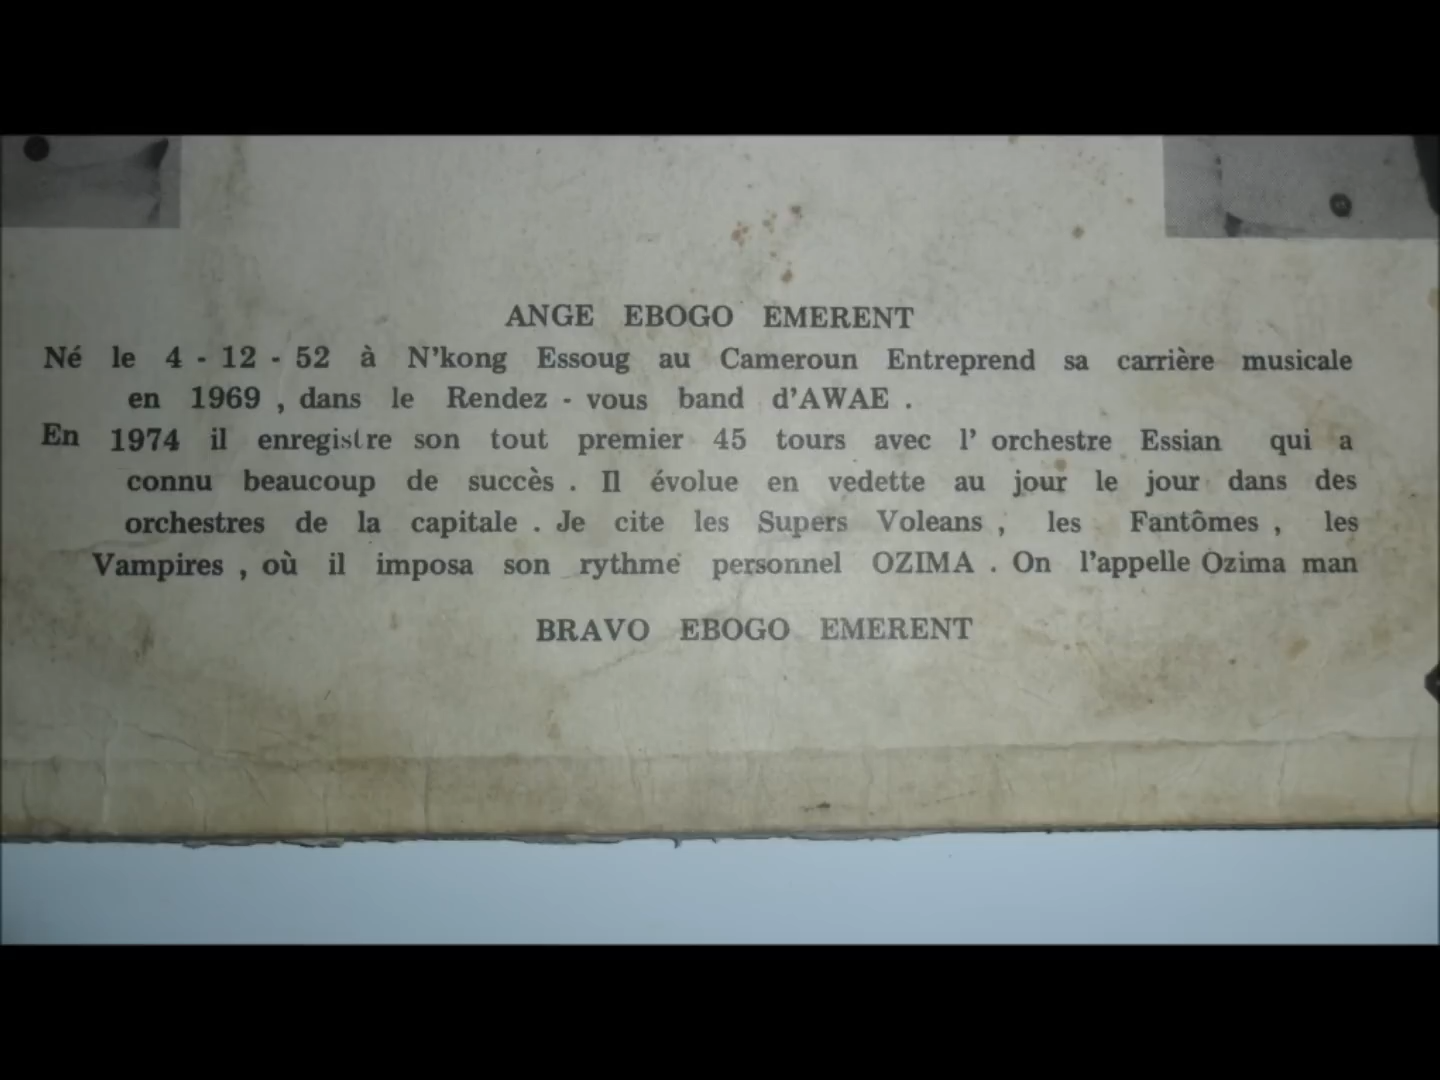 ANGE EBOGO EMERENT
Né le 4 - 12 - 52 à N'kong Essoug au Cameroun Entreprend sa carrière musicale
en 1969 , dans le Rendez - vous band d'AWAE .
En 1974 il enregistre son tout premier 45 tours avec l' orchestre Essian qui a
connu beaucoup de succès . Il évolue en vedette au jour le jour dans des
orchestres de la capitale . Je cite les Supers Voleans , les Fantômes , les
Vampires , où il imposa son rythme personnel OZIMA . On l'appelle Ozima man
BRAVO EBOGO EMERENT